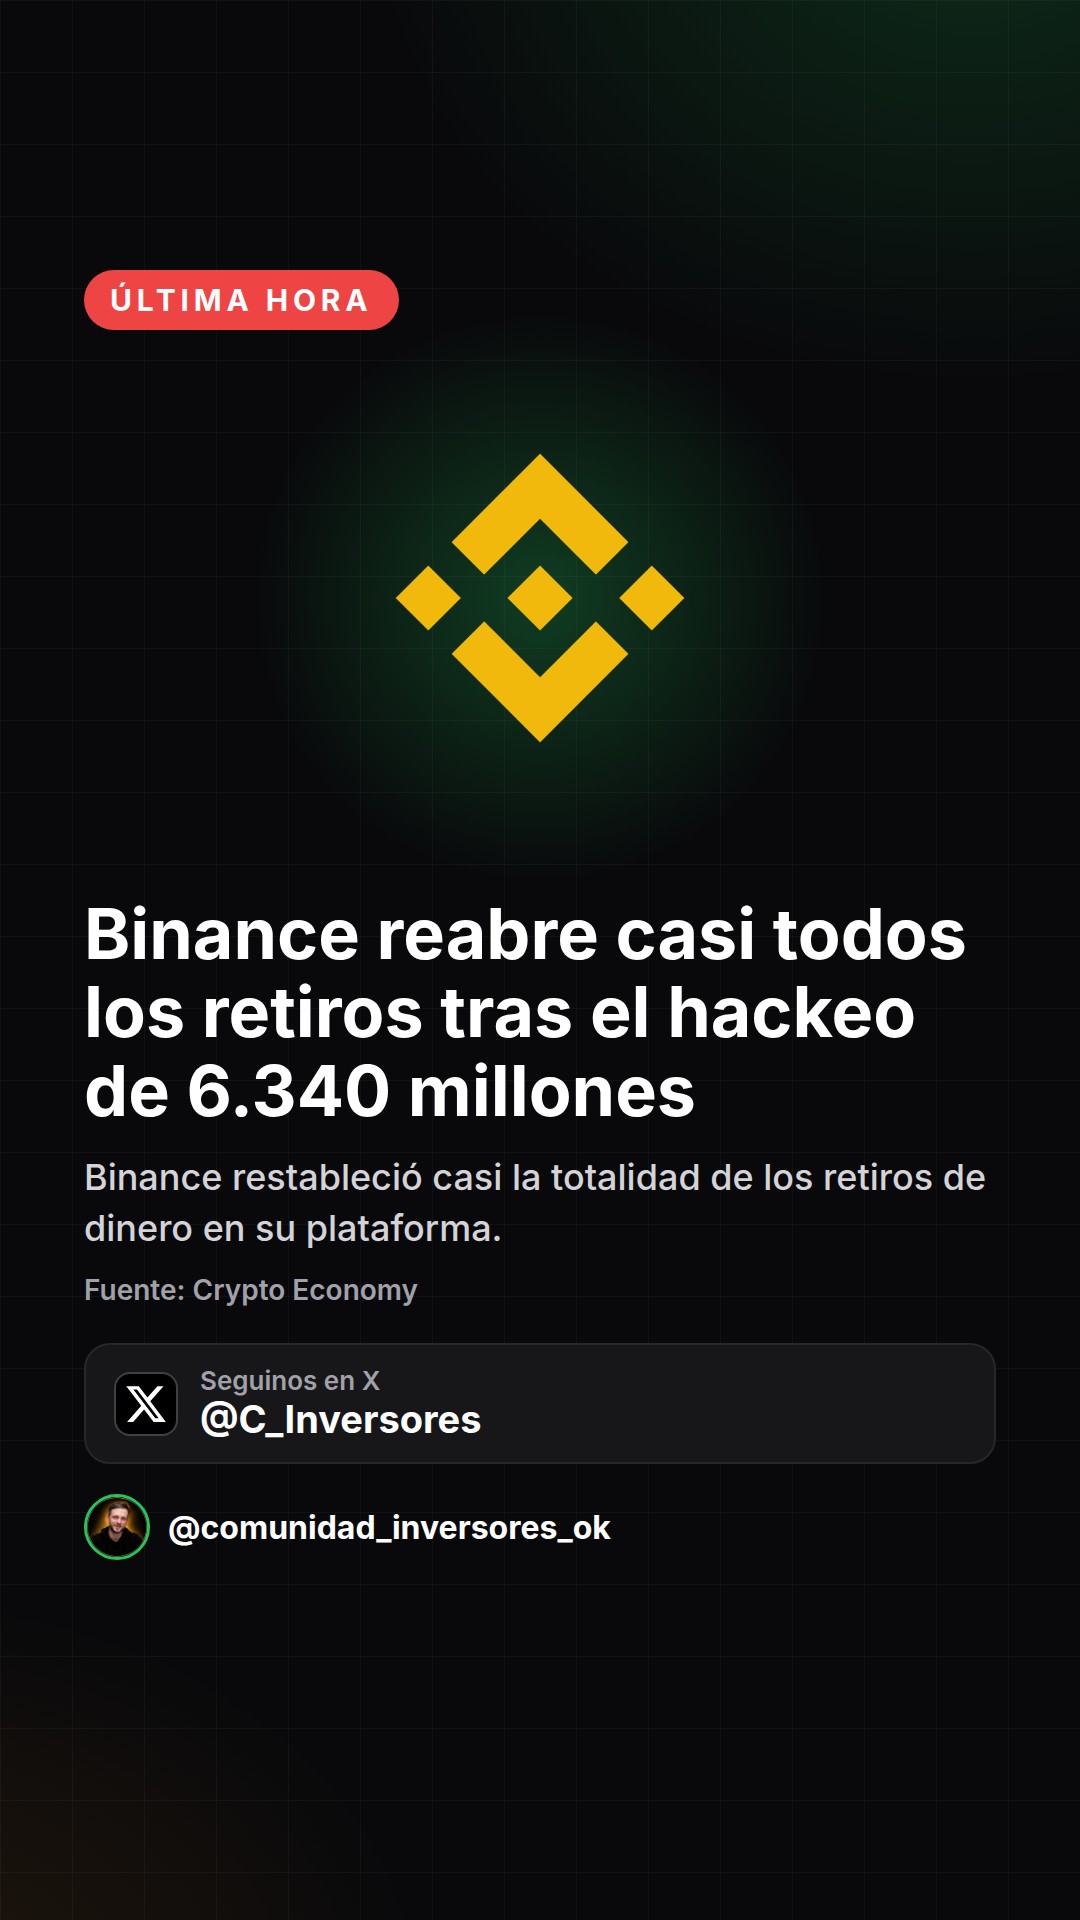 ÚLTIMA HORA
Binance reabre casi todos
los retiros tras el hackeo
de 6.340 millones
Binance restableció casi la totalidad de los retiros de
dinero en su plataforma.
Fuente: Crypto Economy
Seguinos en X
@C_Inversores
@comunidad_inversores_ok